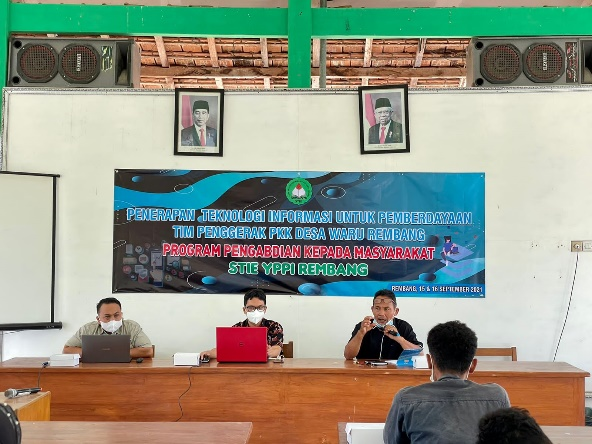 PENERAPAN TEKNOLOGI INFORMASI UNTUK PEMBERDAYAAN
TIM PENGGERAK PKK DESA WARU REMBANG
PROGRAM PENGABDIAN KEPADA MASYARAKAT
STIE YPPI REMBANG
REMBANG, 15 & 16 SEPTEMBER 2021